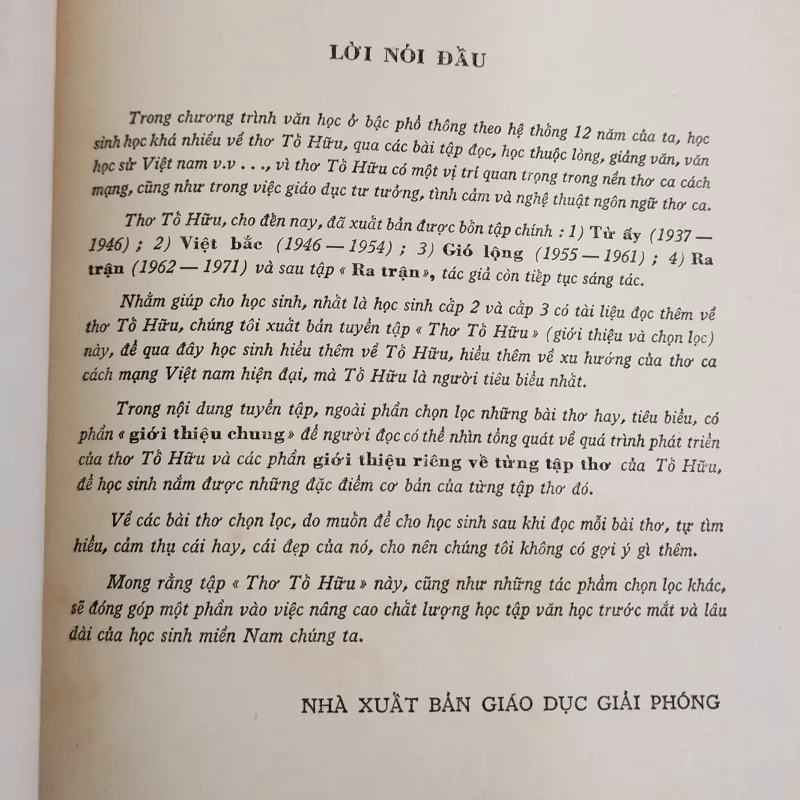 LỜI NÓI ĐẦU
Trong chương trình văn học ở bậc phổ thông theo hệ thống 12 năm của ta, học
sinh học khá nhiều về thơ Tố Hữu, qua các bài tập đọc, học thuộc lòng, giảng văn, văn
học sử Việt nam v.v . . ., vì thơ Tố Hữu có một vị trí quan trọng trong nền thơ ca cách
mạng, cũng như trong việc giáo dục tư tưởng, tình cảm và nghệ thuật ngôn ngữ thơ ca.
Thơ Tố Hữu, cho đến nay, đã xuất bản được bốn tập chính : 1) Từ ấy (1937 —
1946) ; 2) Việt bắc (1946 — 1954) ; 3) Gió lộng (1955 — 1961) ; 4) Ra
trận (1962 — 1971) và sau tập « Ra trận », tác giả còn tiếp tục sáng tác.
Nhằm giúp cho học sinh, nhất là học sinh cấp 2 và cấp 3 có tài liệu đọc thêm về
thơ Tố Hữu, chúng tôi xuất bản tuyển tập « Thơ Tố Hữu » (giới thiệu và chọn lọc)
này, để qua đây học sinh hiểu thêm về Tố Hữu, hiểu thêm về xu hướng của thơ ca
cách mạng Việt nam hiện đại, mà Tố Hữu là người tiêu biểu nhất.
Trong nội dung tuyển tập, ngoài phần chọn lọc những bài thơ hay, tiêu biểu, có
phần « giới thiệu chung » để người đọc có thể nhìn tổng quát về quá trình phát triển
của thơ Tố Hữu và các phần giới thiệu riêng về từng tập thơ của Tố Hữu,
để học sinh nắm được những đặc điểm cơ bản của từng tập thơ đó.
Về các bài thơ chọn lọc, do muốn để cho học sinh sau khi đọc mỗi bài thơ, tự tìm
hiểu, cảm thụ cái hay, cái đẹp của nó, cho nên chúng tôi không có gợi ý gì thêm.
Mong rằng tập « Thơ Tố Hữu » này, cũng như những tác phẩm chọn lọc khác,
sẽ đóng góp một phần vào việc nâng cao chất lượng học tập văn học trước mắt và lâu
dài của học sinh miền Nam chúng ta.
NHÀ XUẤT BẢN GIÁO DỤC GIẢI PHÓNG